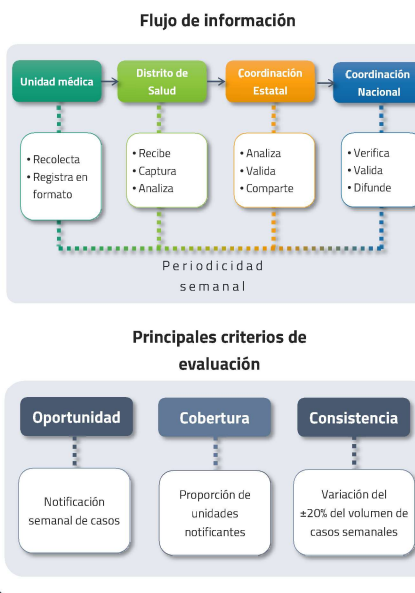 Flujo de información
Unidad médica
Distrito de
Salud
Coordinación
Estatal
Coordinación
Nacional
• Recolecta
• Registra en
formato
• Recibe
• Captura
• Analiza
• Analiza
• Valida
• Comparte
• Verifica
• Valida
• Difunde
Periodicidad
semanal
Principales criterios de
evaluación
Oportunidad
Cobertura
Consistencia
Notificación
semanal de casos
Proporción de
unidades
notificantes
Variación del
±20% del volumen de
casos semanales